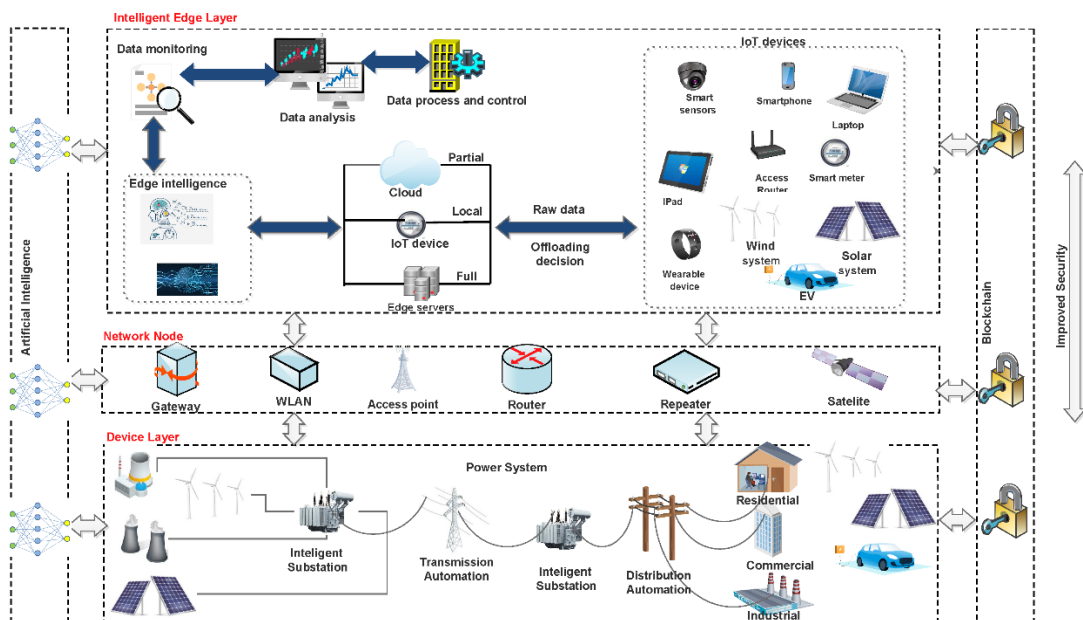 Intelligent Edge Layer
Data monitoring
Data analysis
Data process and control
Edge intelligence
Cloud
Partial
IoT device
Local
Edge servers
Full
Raw data
Offloading
decision
IoT devices
Smart
sensors
Smartphone
Laptop
IPad
Access
Router
Smart meter
Wearable
device
Wind
system
Solar
system
EV
Artificial Intelligence
Blockchain
Improved Security
Network Node
Gateway
WLAN
Access point
Router
Repeater
Satelite
Device Layer
Power System
Inteligent
Substation
Transmission
Automation
Inteligent
Substation
Distribution
Automation
Residential
Commercial
Industrial